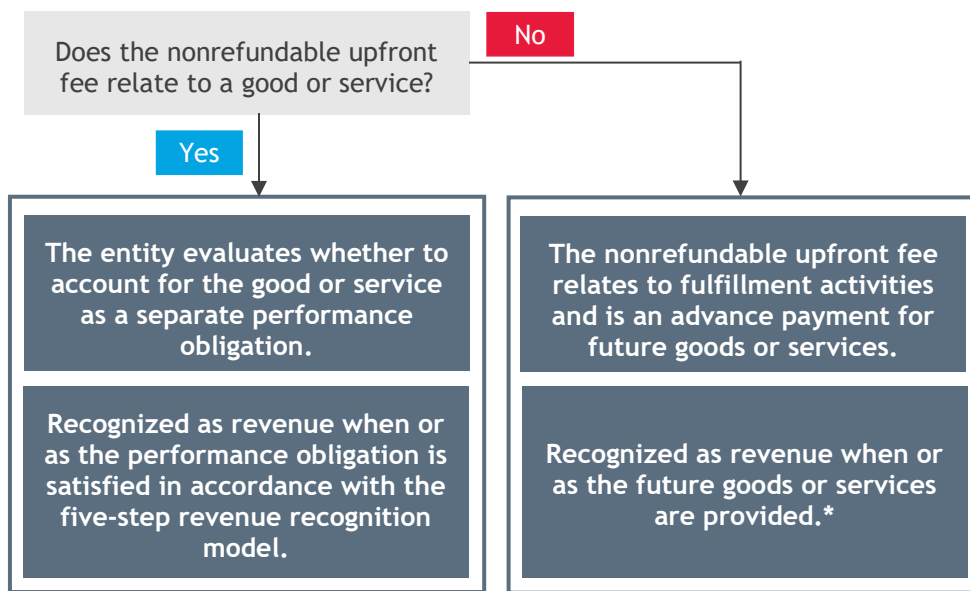 Does the nonrefundable upfront
fee relate to a good or service?
No
Yes
The entity evaluates whether to
account for the good or service
as a separate performance
obligation.
Recognized as revenue when or
as the performance obligation is
satisfied in accordance with the
five-step revenue recognition
model.
The nonrefundable upfront fee
relates to fulfillment activities
and is an advance payment for
future goods or services.
Recognized as revenue when or
as the future goods or services
are provided.*